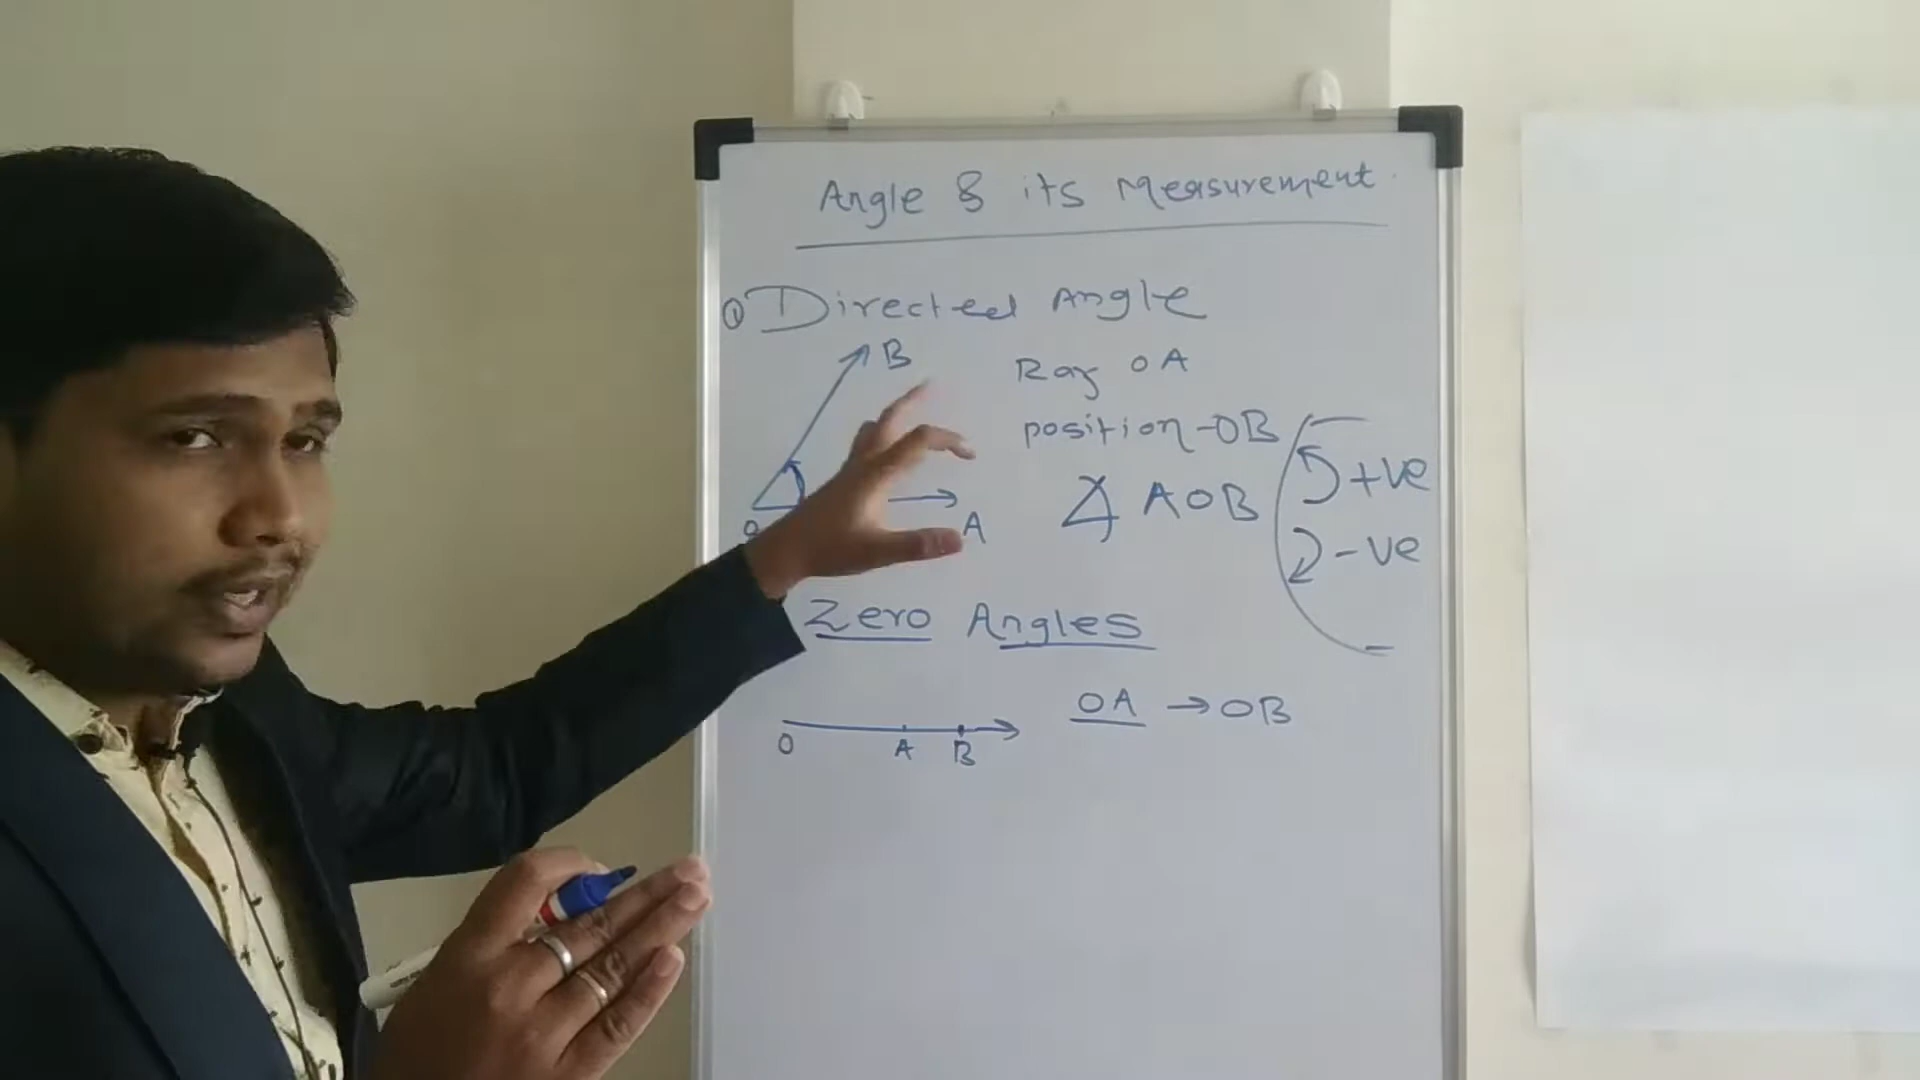 Angle & its Measurement.
① Directed Angle
B
Ray OA
position-OB
+ve
O
A
∡ AOB
-ve
Zero Angles
OA → OB
O A B